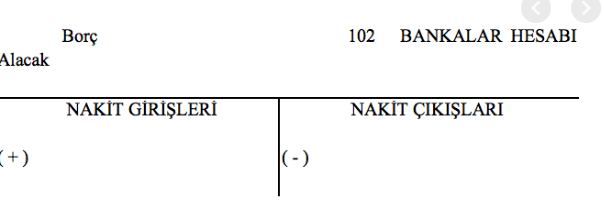 Borç 102 BANKALAR HESABI
Alacak
NAKİT GİRİŞLERİ NAKİT ÇIKIŞLARI
(+) (-)